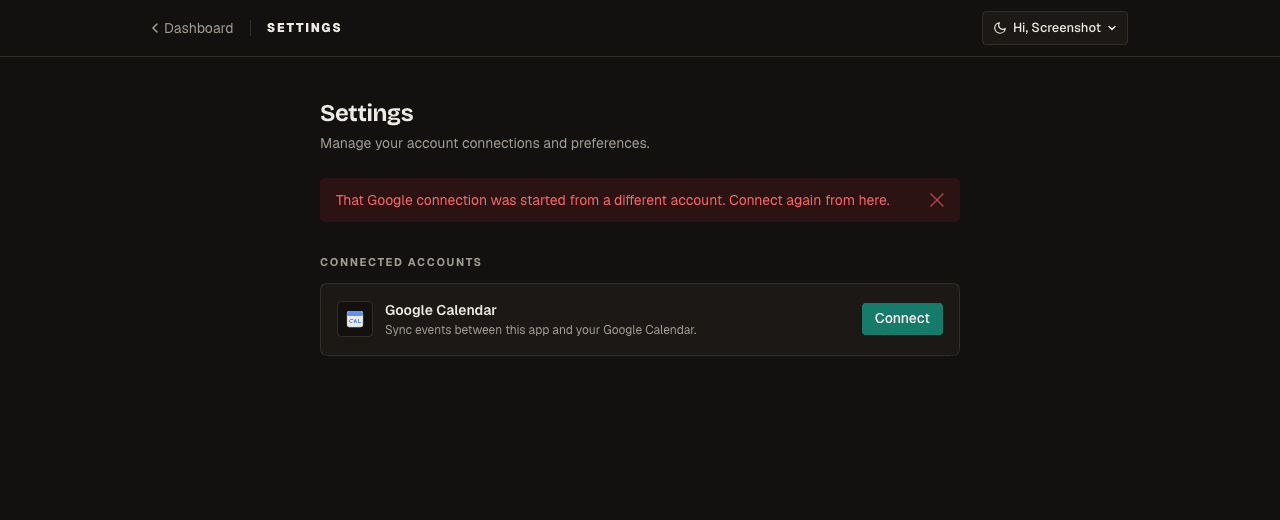 Dashboard
SETTINGS
Hi, Screenshot
Settings
Manage your account connections and preferences.
That Google connection was started from a different account. Connect again from here.
CONNECTED ACCOUNTS
CAL
Google Calendar
Sync events between this app and your Google Calendar.
Connect